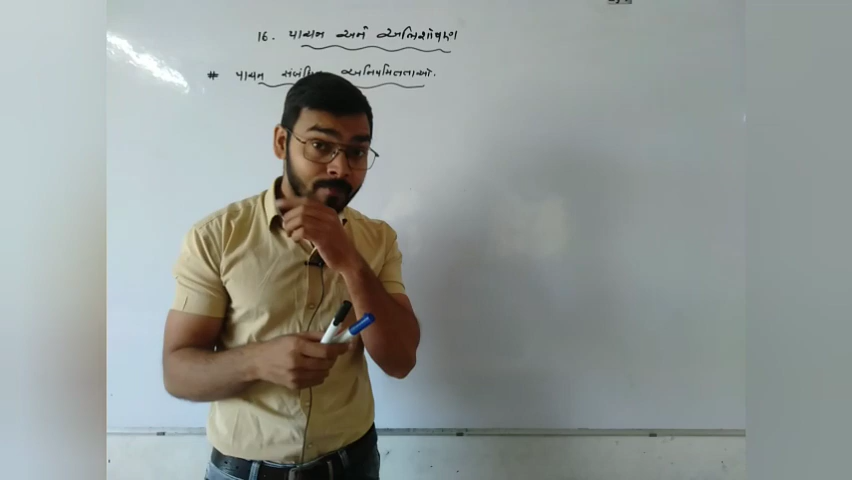 16. પાચન અને અભિશોષણ
# પાચન સંબંધિત અનિયમિતતાઓ.